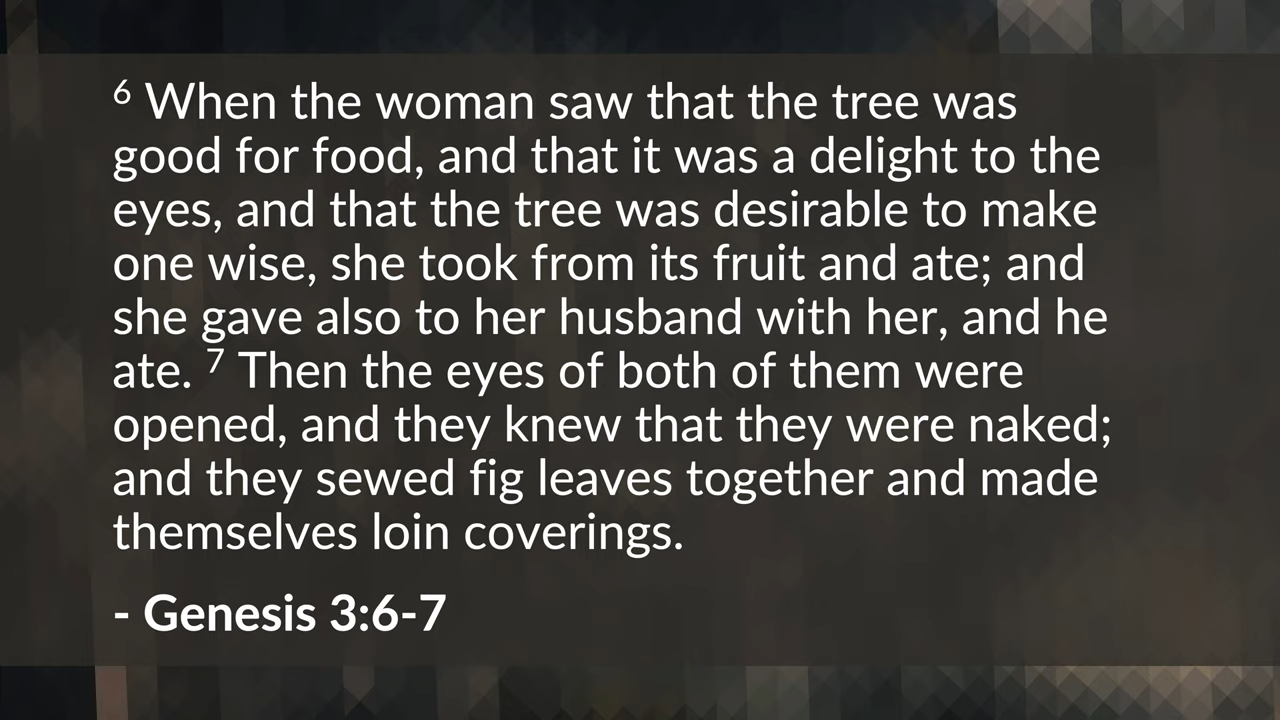 6 When the woman saw that the tree was
good for food, and that it was a delight to the
eyes, and that the tree was desirable to make
one wise, she took from its fruit and ate; and
she gave also to her husband with her, and he
ate. 7 Then the eyes of both of them were
opened, and they knew that they were naked;
and they sewed fig leaves together and made
themselves loin coverings.
- Genesis 3:6-7